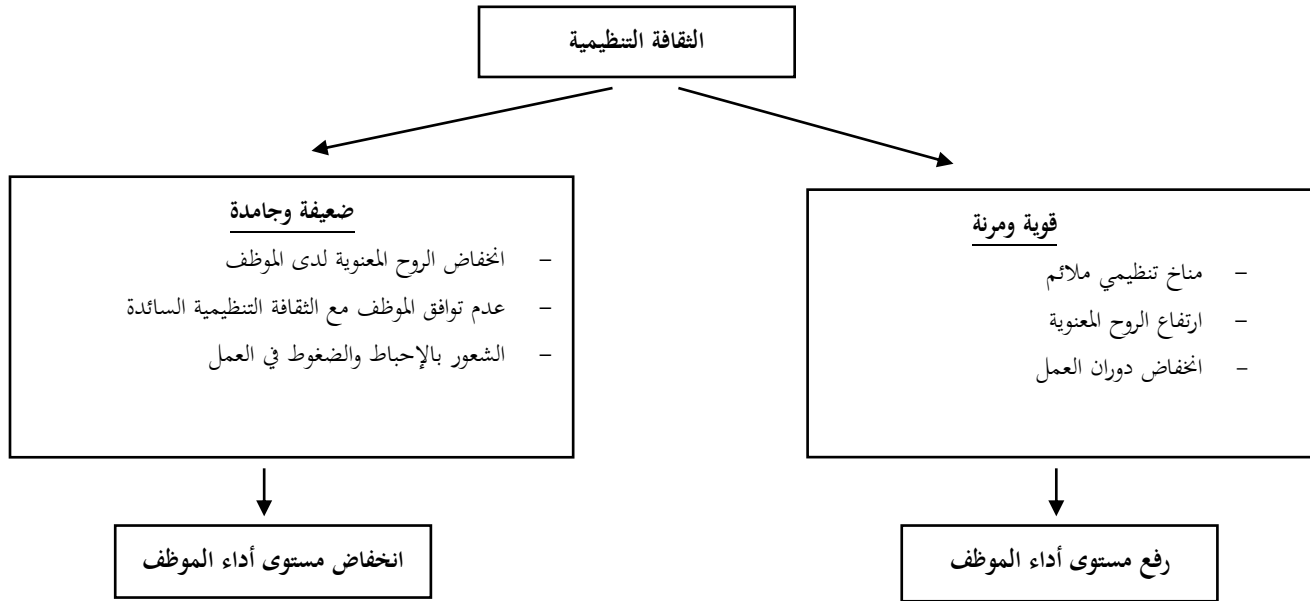 الثقافة التنظيمية
قوية ومرنة
– مناخ تنظيمي ملائم
– ارتفاع الروح المعنوية
– انخفاض دوران العمل
ضعيفة وجامدة
– انخفاض الروح المعنوية لدى الموظف
– عدم توافق الموظف مع الثقافة التنظيمية السائدة
– الشعور بالإحباط والضغوط في العمل
رفع مستوى أداء الموظف
انخفاض مستوى أداء الموظف